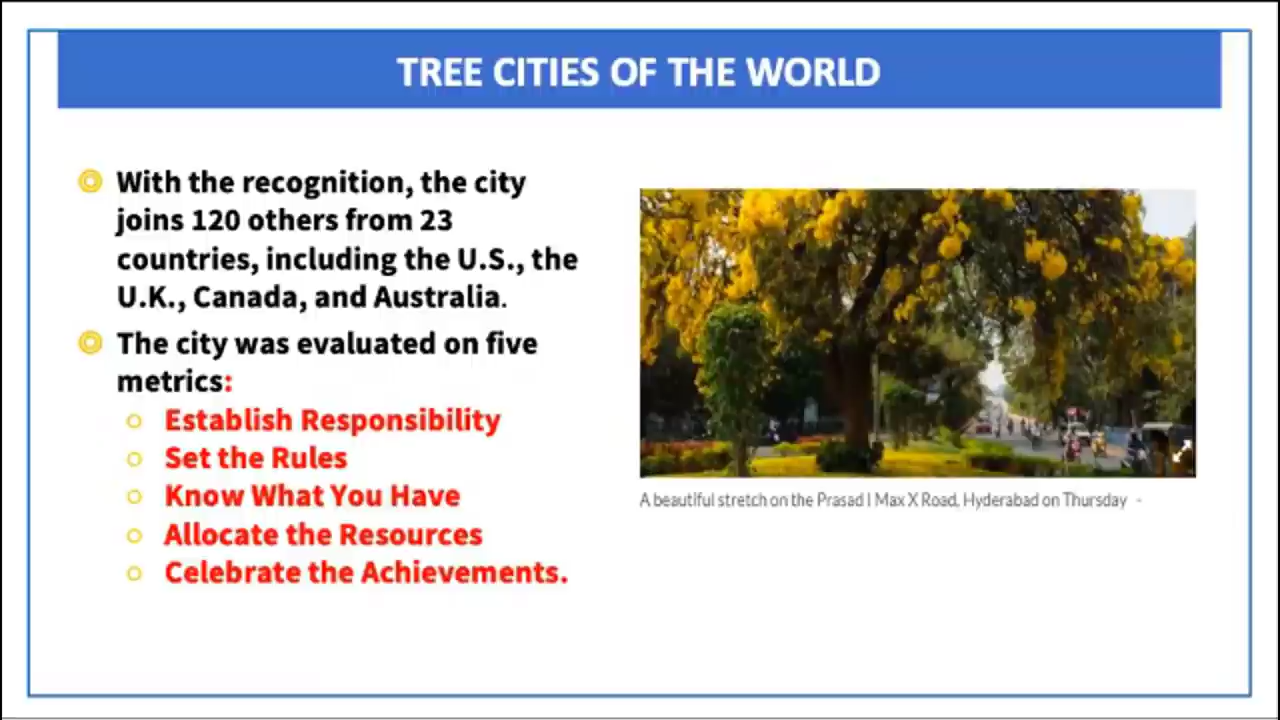 TREE CITIES OF THE WORLD
With the recognition, the city
joins 120 others from 23
countries, including the U.S., the
U.K., Canada, and Australia.
The city was evaluated on five
metrics:
Establish Responsibility
Set the Rules
Know What You Have
Allocate the Resources
Celebrate the Achievements.
A beautiful stretch on the Prasad I Max X Road, Hyderabad on Thursday -